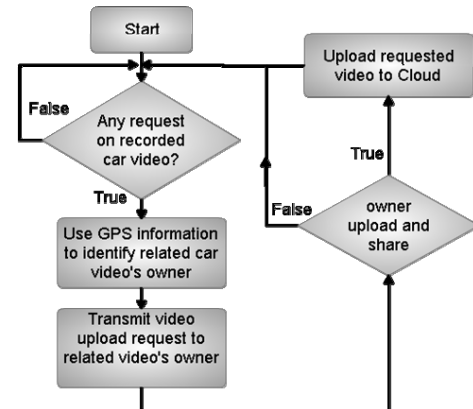 Start
False
Any request
on recorded
car video?
True
Use GPS information
to identify related car
video's owner
Transmit video
upload request to
related video's owner
Upload requested
video to Cloud
True
False
owner
upload and
share